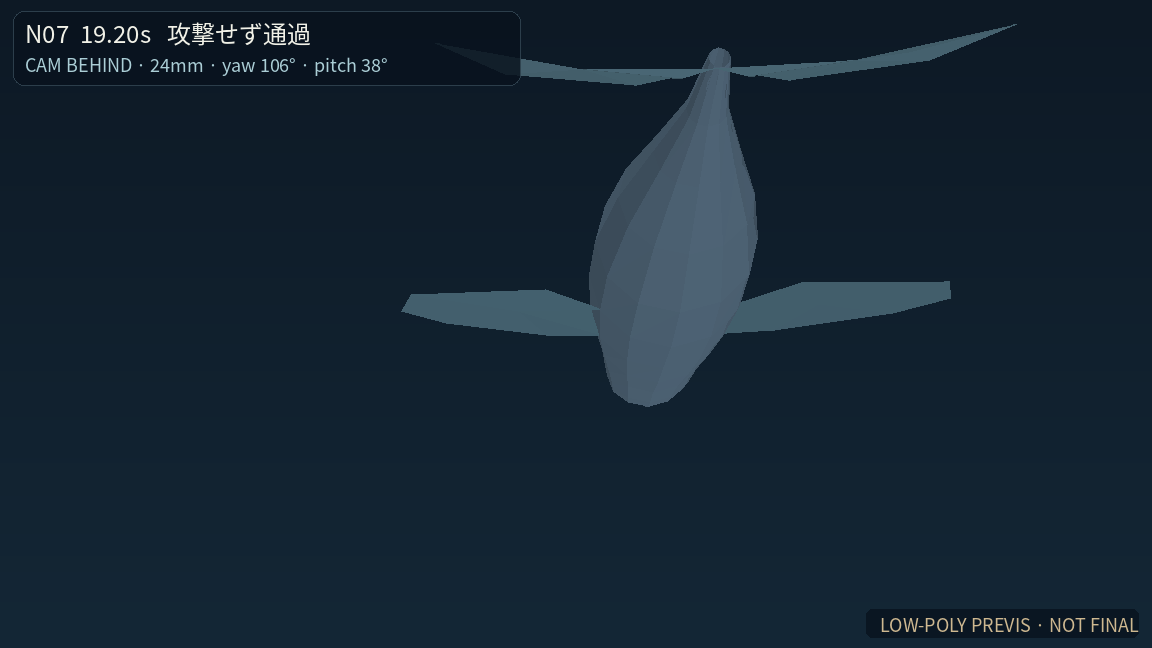 N07 19.20s 攻撃せず通過
CAM BEHIND · 24mm · yaw 106° · pitch 38°
LOW-POLY PREVIS · NOT FINAL